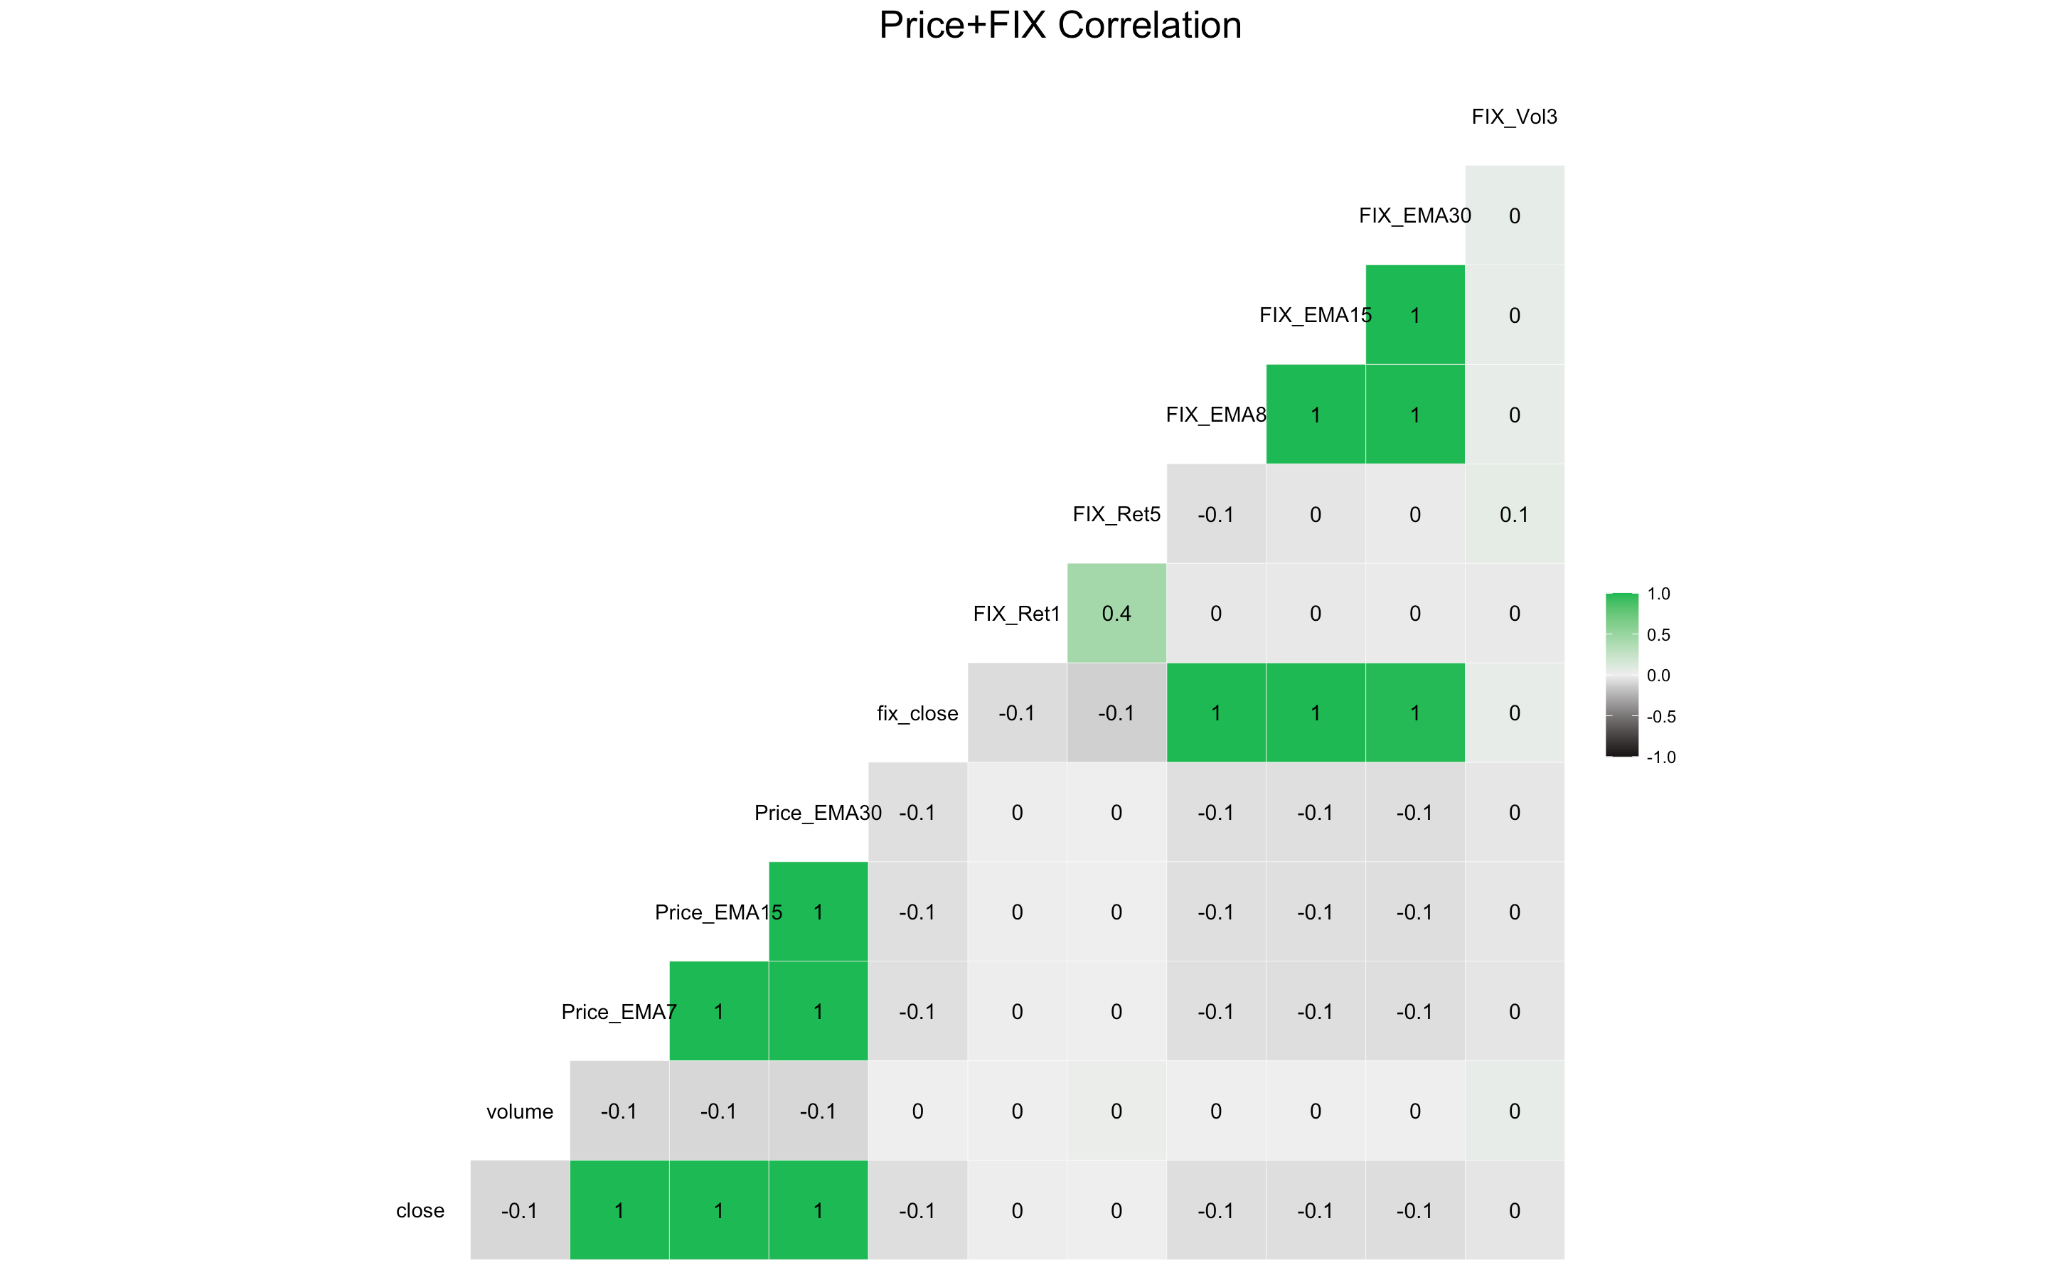 Price+FIX Correlation
FIX_Vol3
FIX_EMA30 0
FIX_EMA15 1 0
FIX_EMA8 1 1 0
FIX_Ret5 -0.1 0 0 0.1
FIX_Ret1 0.4 0 0 0 0
fix_close -0.1 -0.1 1 1 1 0
Price_EMA30 -0.1 0 0 -0.1 -0.1 -0.1 0
Price_EMA15 1 -0.1 0 0 -0.1 -0.1 -0.1 0
Price_EMA7 1 1 -0.1 0 0 -0.1 -0.1 -0.1 0
volume -0.1 -0.1 -0.1 0 0 0 0 0 0 0
close -0.1 1 1 1 -0.1 0 0 -0.1 -0.1 -0.1 0
1.0
0.5
0.0
-0.5
-1.0